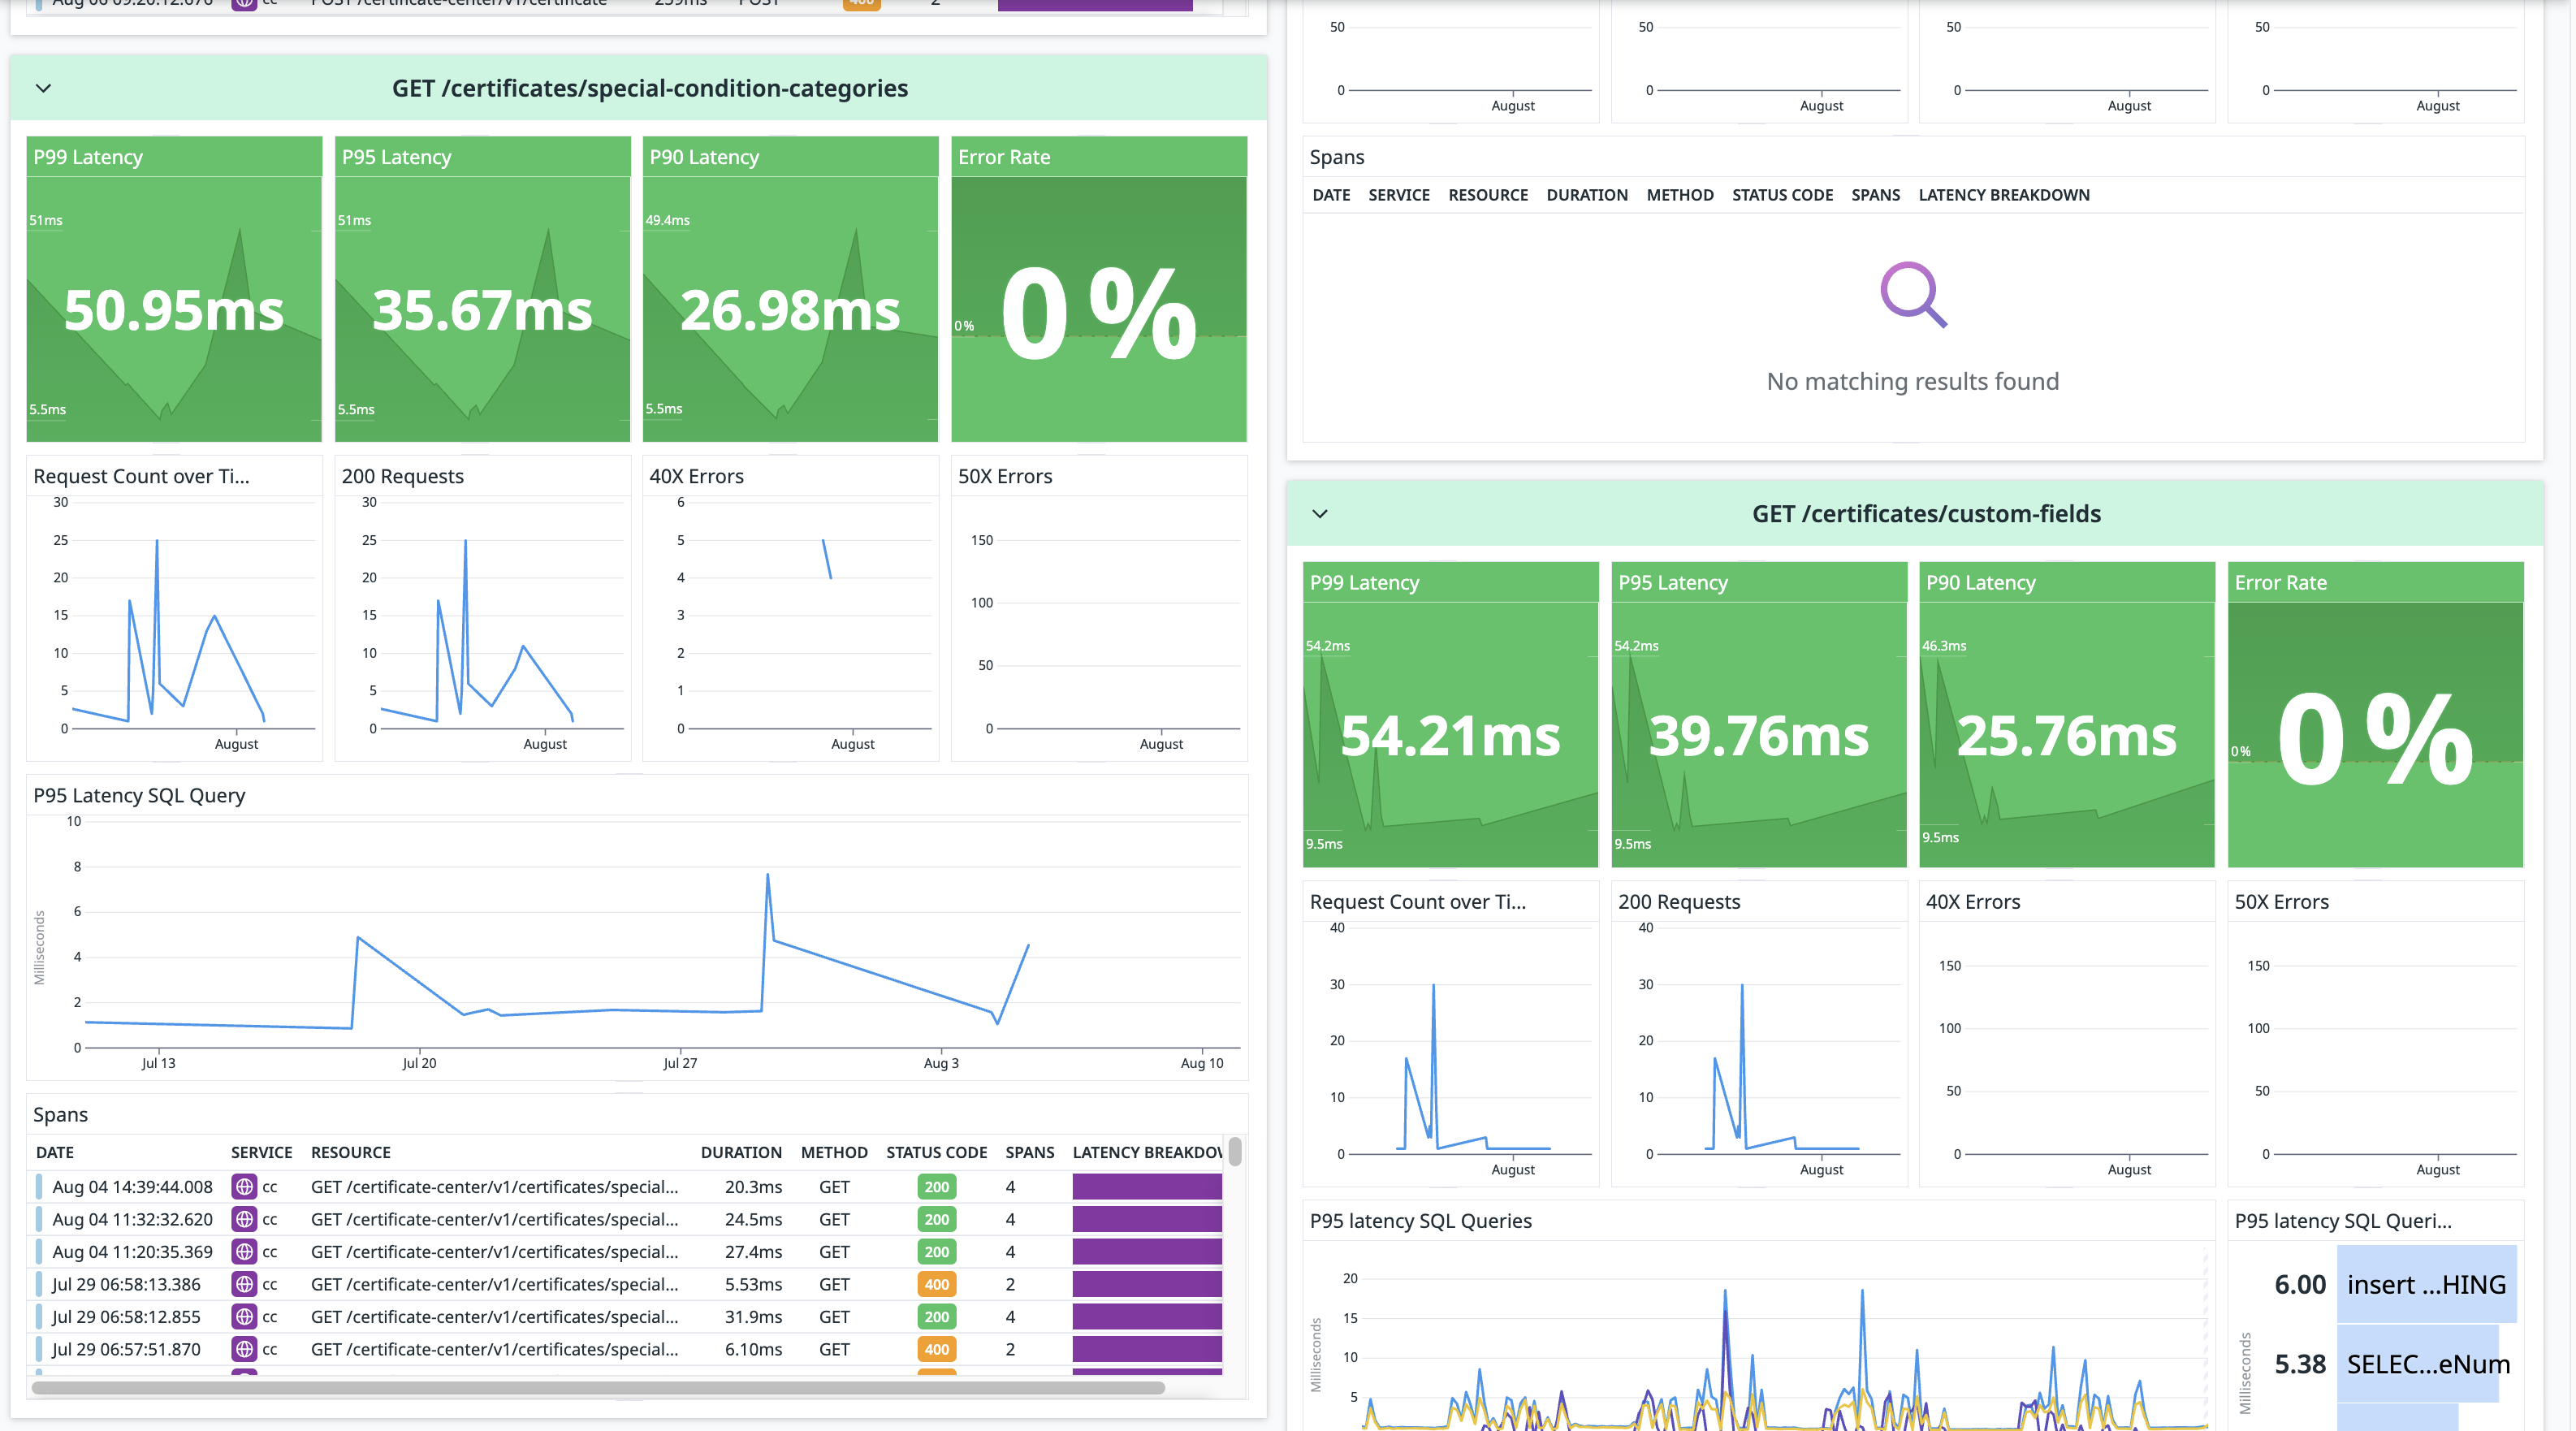 Aug 06 09:20:12.676 cc POST /certificate-center/v1/certificate 259ms POST 400 2
GET /certificates/special-condition-categories
P99 Latency
51ms
50.95ms
5.5ms
P95 Latency
51ms
35.67ms
5.5ms
P90 Latency
49.4ms
26.98ms
5.5ms
Error Rate
0%
0 %
Request Count over Ti...
30
25
20
15
10
5
0
August
200 Requests
30
25
20
15
10
5
0
August
40X Errors
6
5
4
3
2
1
0
August
50X Errors
150
100
50
0
August
P95 Latency SQL Query
Milliseconds
10
8
6
4
2
0
Jul 13 Jul 20 Jul 27 Aug 3 Aug 10
Spans
DATE SERVICE RESOURCE DURATION METHOD STATUS CODE SPANS LATENCY BREAKDOW
Aug 04 14:39:44.008 cc GET /certificate-center/v1/certificates/special... 20.3ms GET 200 4
Aug 04 11:32:32.620 cc GET /certificate-center/v1/certificates/special... 24.5ms GET 200 4
Aug 04 11:20:35.369 cc GET /certificate-center/v1/certificates/special... 27.4ms GET 200 4
Jul 29 06:58:13.386 cc GET /certificate-center/v1/certificates/special... 5.53ms GET 400 2
Jul 29 06:58:12.855 cc GET /certificate-center/v1/certificates/special... 31.9ms GET 200 4
Jul 29 06:57:51.870 cc GET /certificate-center/v1/certificates/special... 6.10ms GET 400 2
50
0
August
50
0
August
50
0
August
50
0
August
Spans
DATE SERVICE RESOURCE DURATION METHOD STATUS CODE SPANS LATENCY BREAKDOWN
No matching results found
GET /certificates/custom-fields
P99 Latency
54.2ms
54.21ms
9.5ms
P95 Latency
54.2ms
39.76ms
9.5ms
P90 Latency
46.3ms
25.76ms
9.5ms
Error Rate
0%
0 %
Request Count over Ti...
40
30
20
10
0
August
200 Requests
40
30
20
10
0
August
40X Errors
150
100
50
0
August
50X Errors
150
100
50
0
August
P95 latency SQL Queries
Milliseconds
20
15
10
5
P95 latency SQL Queri...
Milliseconds
6.00 insert ...HING
5.38 SELEC...eNum